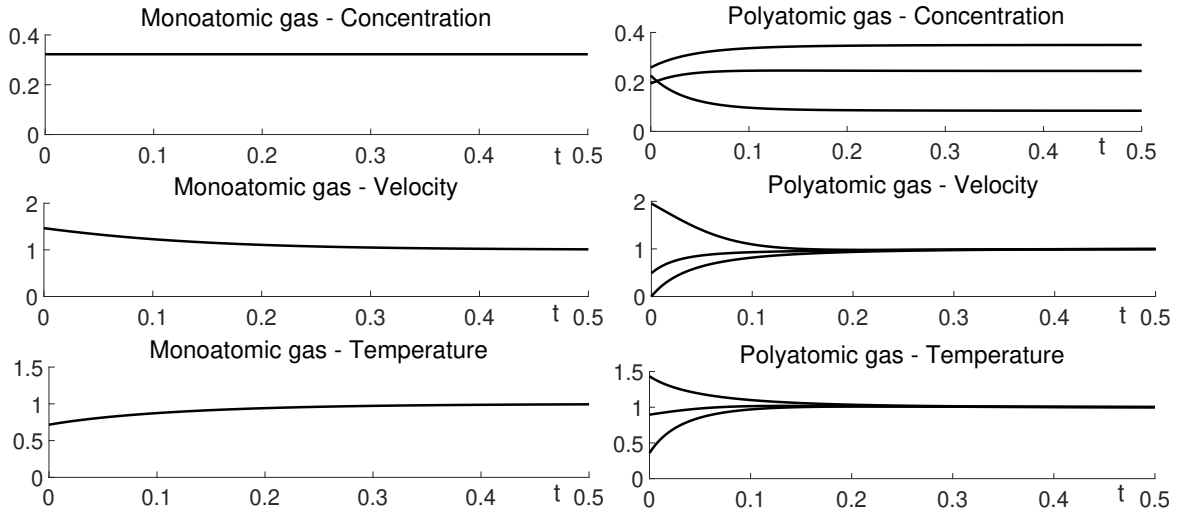 Monoatomic gas - Concentration
0.4
0.2
0
0 0.1 0.2 0.3 0.4 t 0.5
Monoatomic gas - Velocity
2
1
0
0 0.1 0.2 0.3 0.4 t 0.5
Monoatomic gas - Temperature
1.5
1
0.5
0
0 0.1 0.2 0.3 0.4 t 0.5
Polyatomic gas - Concentration
0.4
0.2
0
0 0.1 0.2 0.3 0.4 t 0.5
Polyatomic gas - Velocity
2
1
0
0 0.1 0.2 0.3 0.4 t 0.5
Polyatomic gas - Temperature
1.5
1
0.5
0
0 0.1 0.2 0.3 0.4 t 0.5